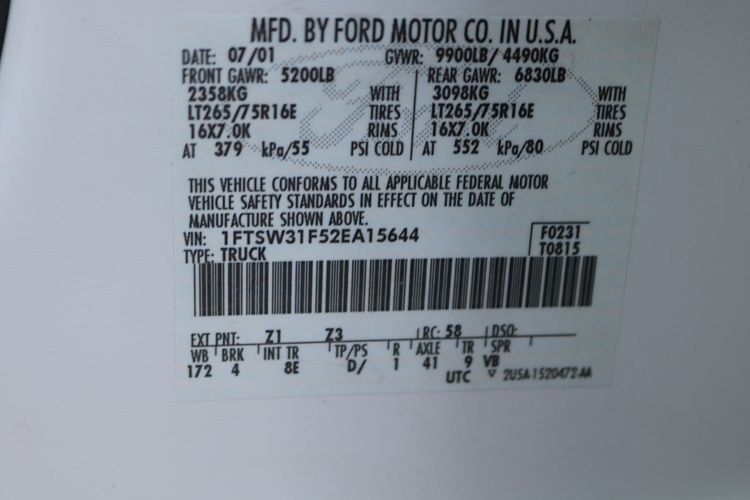 MFD. BY FORD MOTOR CO. IN U.S.A.
DATE: 07/01 GVWR: 9900LB/ 4490KG
FRONT GAWR: 5200LB REAR GAWR: 6830LB
2358KG WITH 3098KG WITH
LT265/75R16E TIRES LT265/75R16E TIRES
16X7.0K RIMS 16X7.0K RIMS
AT 379 kPa/55 PSI COLD AT 552 kPa/80 PSI COLD
THIS VEHICLE CONFORMS TO ALL APPLICABLE FEDERAL MOTOR
VEHICLE SAFETY STANDARDS IN EFFECT ON THE DATE OF
MANUFACTURE SHOWN ABOVE.
VIN: 1FTSW31F52EA15644 F0231
TYPE: TRUCK T0815
EXT PNT: Z1 Z3 RC: 58 DSO:
WB BRK INT TR TP/PS R AXLE TR SPR
172 4 8E D/ 1 41 9 VB
UTC 2U5A-1520472-AA